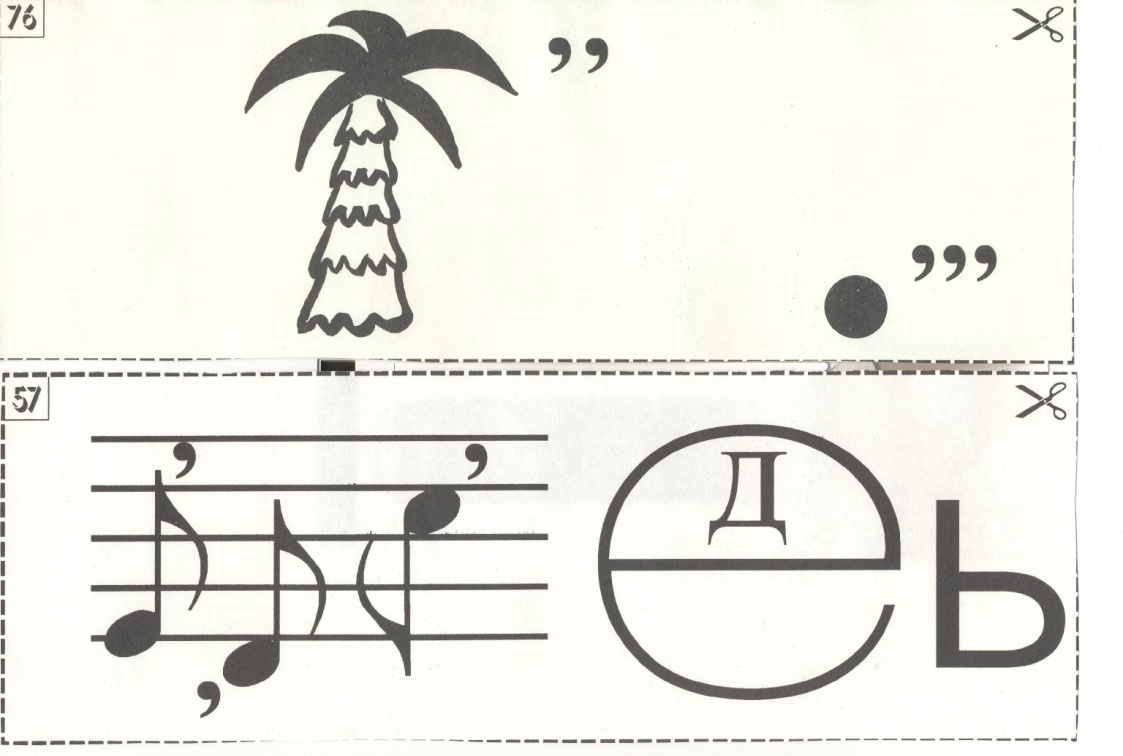 76
,,
,,,
57
, ,
,
е
д
ь